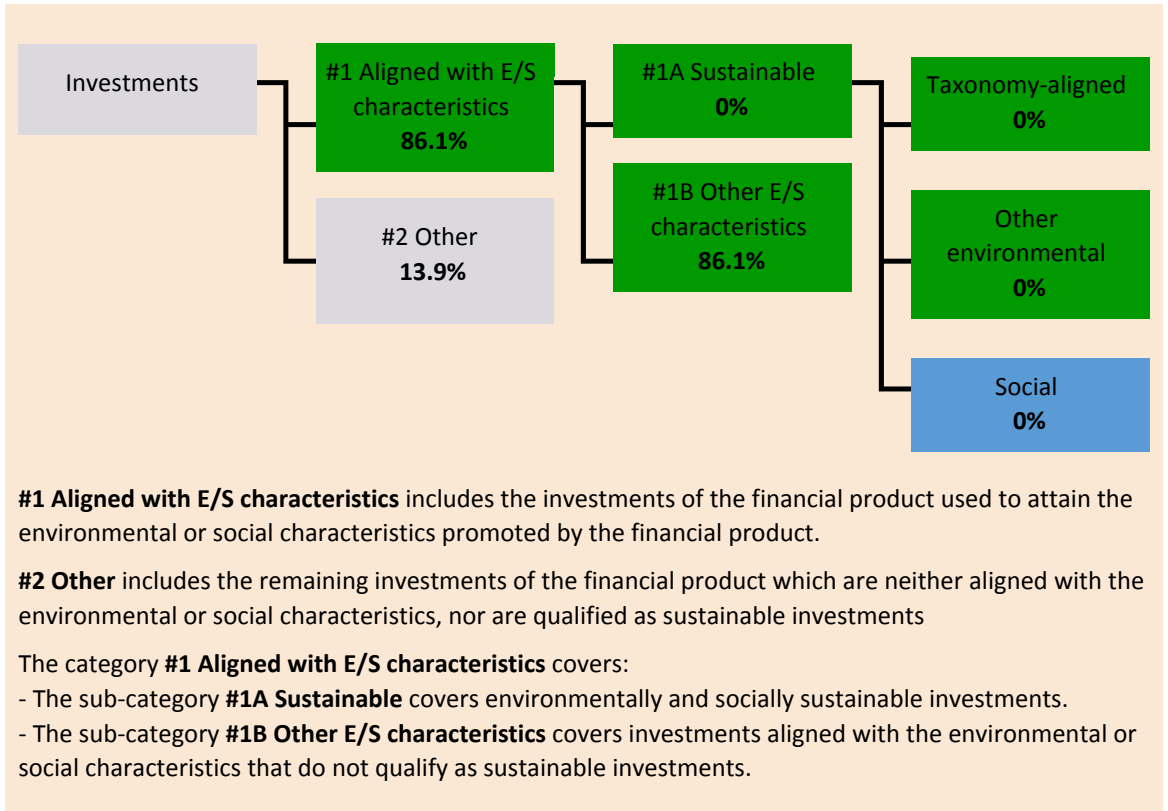 Investments
#1 Aligned with E/S
characteristics
86.1%
#2 Other
13.9%
#1A Sustainable
0%
#1B Other E/S
characteristics
86.1%
Taxonomy-aligned
0%
Other
environmental
0%
Social
0%
#1 Aligned with E/S characteristics includes the investments of the financial product used to attain the
environmental or social characteristics promoted by the financial product.
#2 Other includes the remaining investments of the financial product which are neither aligned with the
environmental or social characteristics, nor are qualified as sustainable investments
The category #1 Aligned with E/S characteristics covers:
- The sub-category #1A Sustainable covers environmentally and socially sustainable investments.
- The sub-category #1B Other E/S characteristics covers investments aligned with the environmental or
social characteristics that do not qualify as sustainable investments.